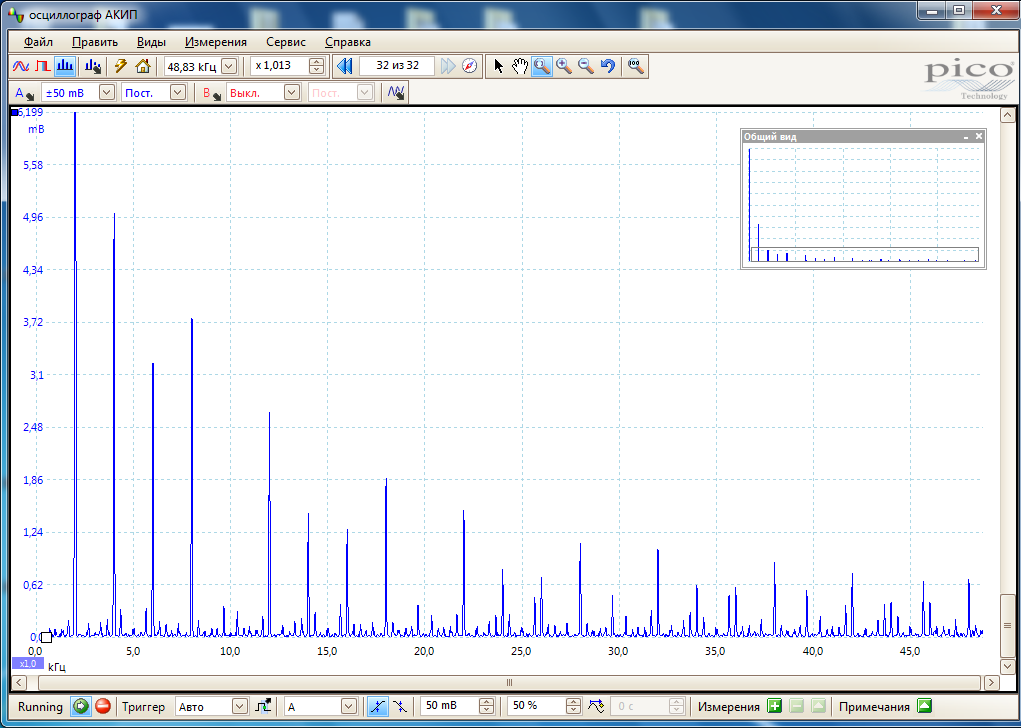 осциллограф АКИП
Файл Править Виды Измерения Сервис Справка
48,83 кГц x 1,013 32 из 32
A ±50 mB Пост. B Выкл. Пост.
pico
Technology
6,199
mB
5,58
4,96
4,34
3,72
3,1
2,48
1,86
1,24
0,62
0,0
0,0 5,0 10,0 15,0 20,0 25,0 30,0 35,0 40,0 45,0
x1,0 кГц
Общий вид
Running Триггер Авто A 50 mB 50 % 0 с Измерения Примечания